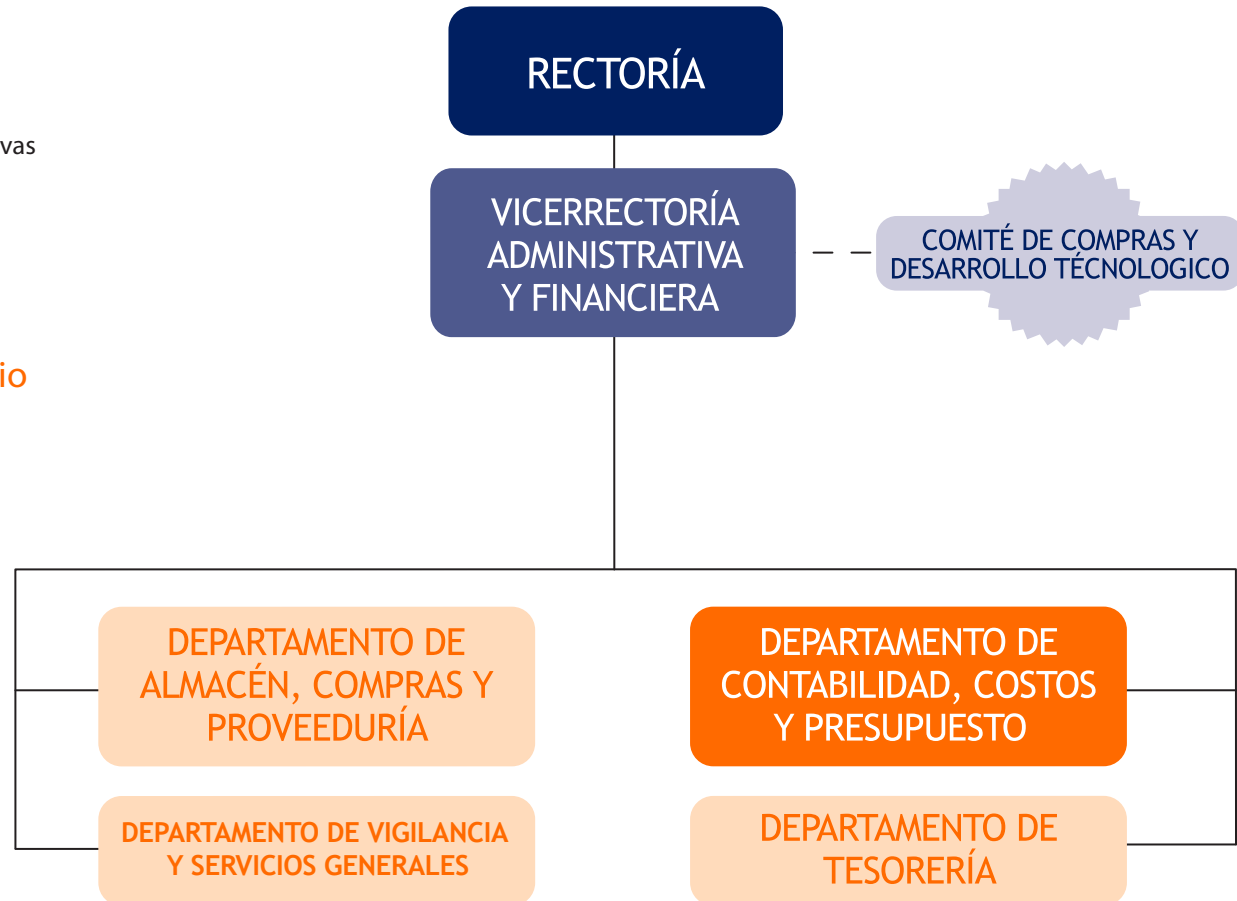 RECTORÍA
vas
VICERRECTORÍA
ADMINISTRATIVA
Y FINANCIERA
COMITÉ DE COMPRAS Y
DESARROLLO TÉCNOLOGICO
io
DEPARTAMENTO DE
ALMACÉN, COMPRAS Y
PROVEEDURÍA
DEPARTAMENTO DE
CONTABILIDAD, COSTOS
Y PRESUPUESTO
DEPARTAMENTO DE VIGILANCIA
Y SERVICIOS GENERALES
DEPARTAMENTO DE
TESORERÍA